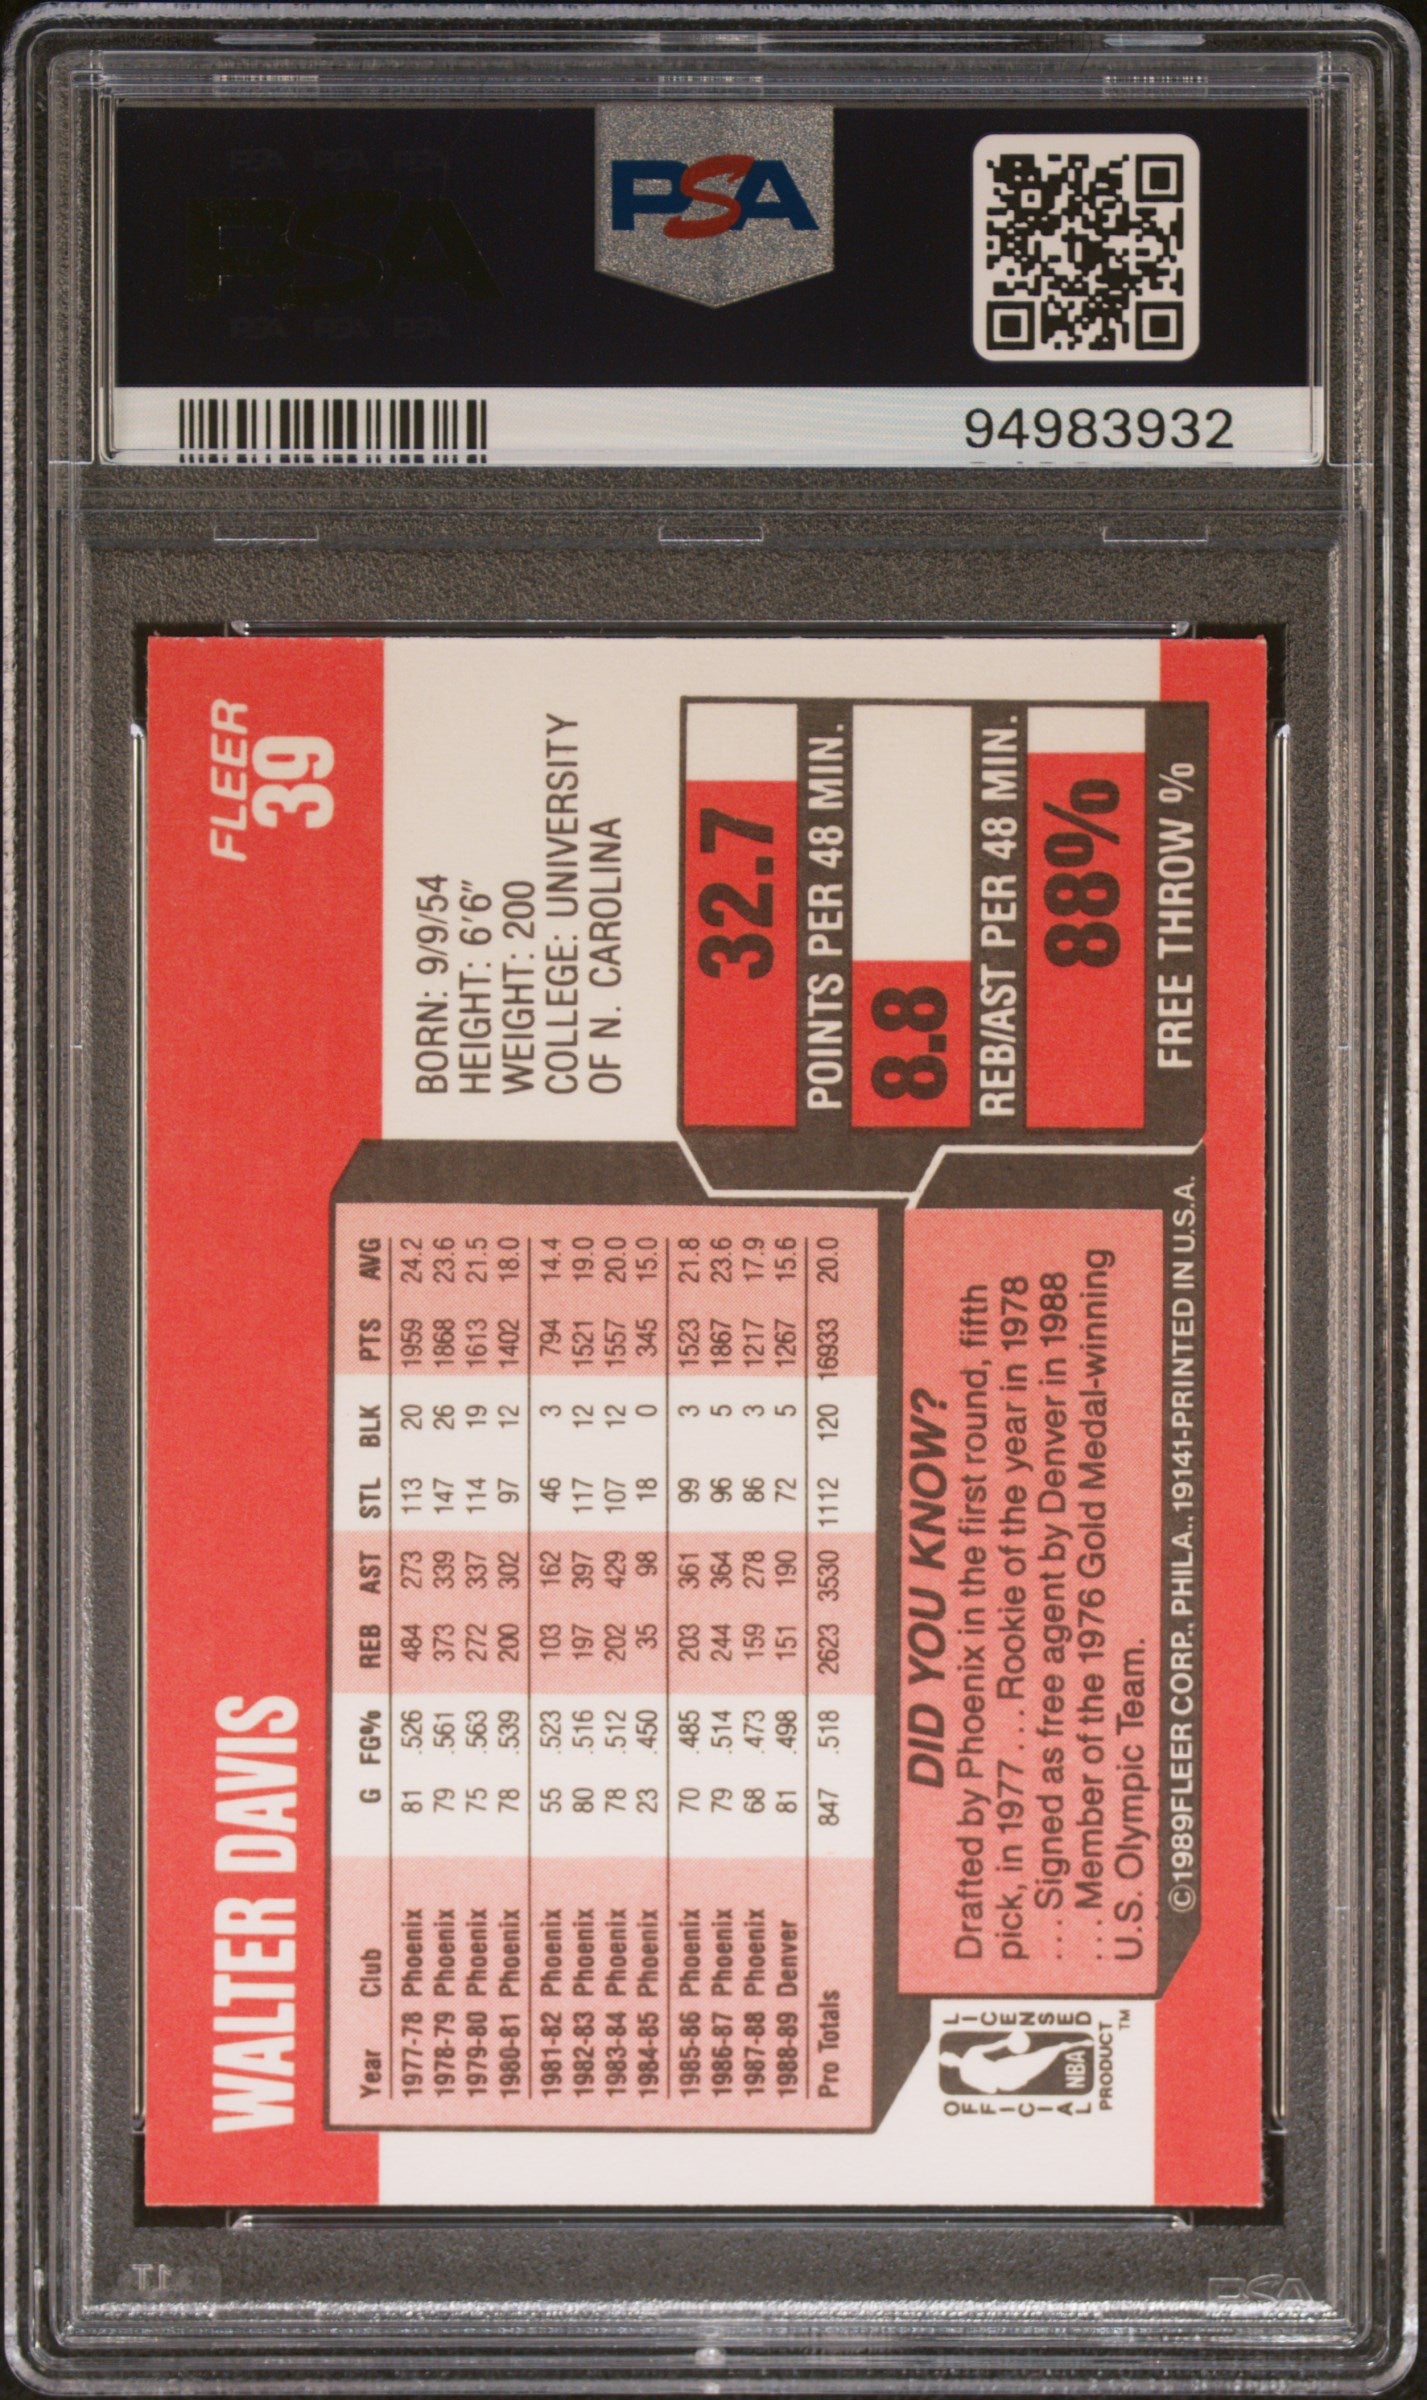 PSA
PSA
94983932
WALTER DAVIS
FLEER
39
Year Club G FG% REB AST STL BLK PTS AVG
1977-78 Phoenix 81 .526 484 273 113 20 1959 24.2
1978-79 Phoenix 79 .561 373 339 147 26 1868 23.6
1979-80 Phoenix 75 .563 272 337 114 19 1613 21.5
1980-81 Phoenix 78 .539 200 302 97 12 1402 18.0
1981-82 Phoenix 55 .523 103 162 46 3 794 14.4
1982-83 Phoenix 80 .516 197 397 117 12 1521 19.0
1983-84 Phoenix 78 .512 202 429 107 12 1557 20.0
1984-85 Phoenix 23 .450 35 98 18 0 345 15.0
1985-86 Phoenix 70 .485 203 361 99 3 1523 21.8
1986-87 Phoenix 79 .514 244 364 96 5 1867 23.6
1987-88 Phoenix 68 .473 159 278 86 3 1217 17.9
1988-89 Denver 81 .498 151 190 72 5 1267 15.6
Pro Totals 847 .518 2623 3530 1112 120 16933 20.0
BORN: 9/9/54
HEIGHT: 6'6"
WEIGHT: 200
COLLEGE: UNIVERSITY
OF N. CAROLINA
32.7
POINTS PER 48 MIN.
8.8
REB/AST PER 48 MIN.
88%
FREE THROW %
DID YOU KNOW?
Drafted by Phoenix in the first round, fifth
pick, in 1977 ... Rookie of the year in 1978
... Signed as free agent by Denver in 1988
... Member of the 1976 Gold Medal-winning
U.S. Olympic Team.
OFFICIAL LICENSED
NBA
PRODUCT TM
©1989FLEER CORP., PHILA.,19141-PRINTED IN U.S.A.
PSA